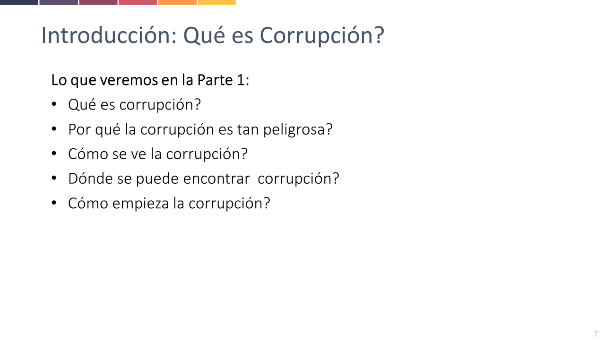 Introducción: Qué es Corrupción?
Lo que veremos en la Parte 1:
• Qué es corrupción?
• Por qué la corrupción es tan peligrosa?
• Cómo se ve la corrupción?
• Dónde se puede encontrar  corrupción?
• Cómo empieza la corrupción?
7